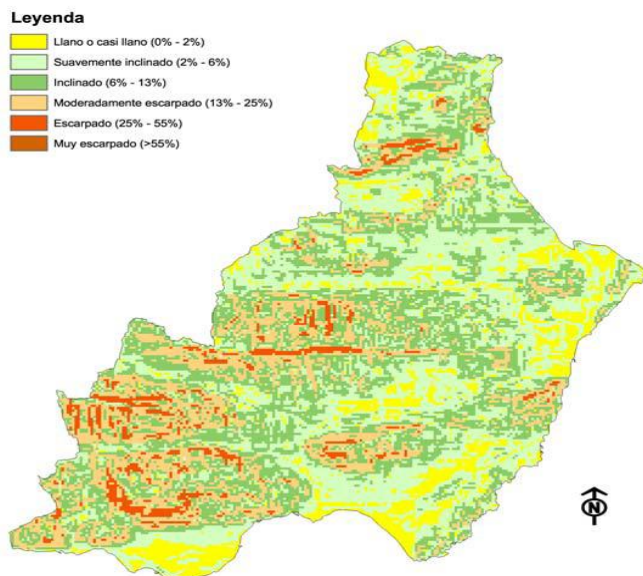 Leyenda
Llano o casi llano (0% - 2%)
Suavemente inclinado (2% - 6%)
Inclinado (6% - 13%)
Moderadamente escarpado (13% - 25%)
Escarpado (25% - 55%)
Muy escarpado (>55%)
N